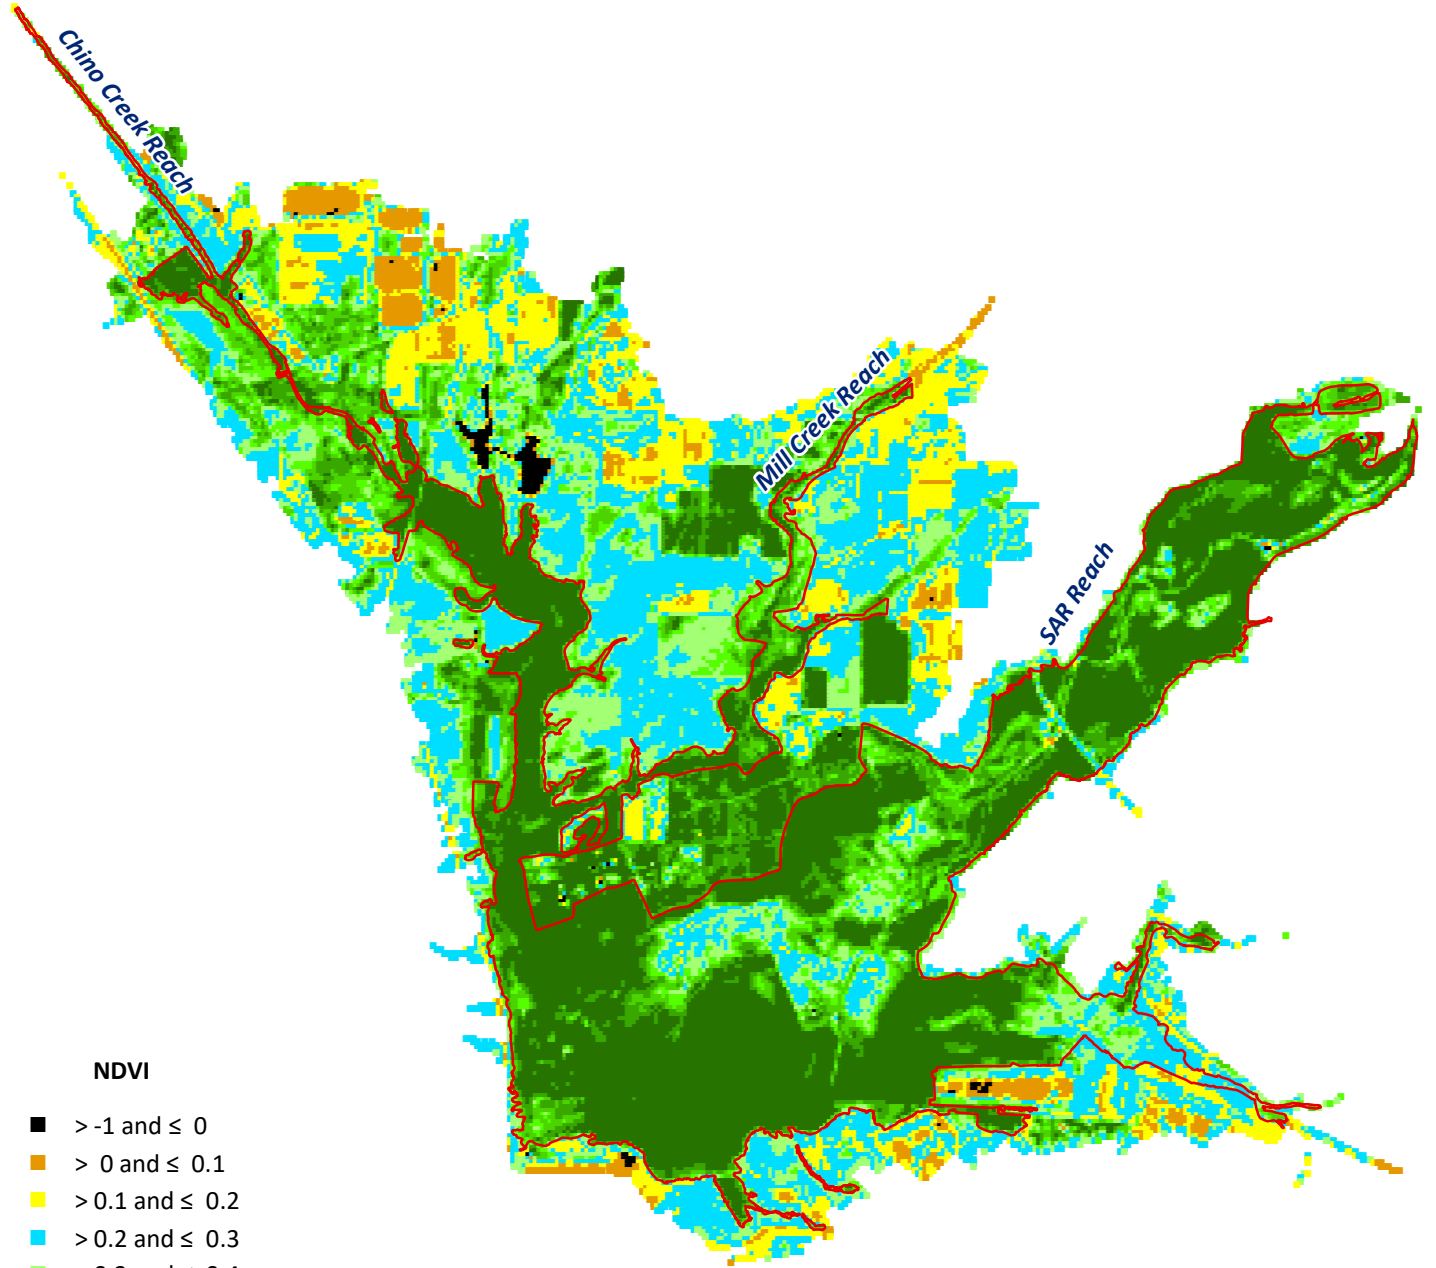 Chino Creek Reach
Mill Creek Reach
SAR Reach
NDVI
> -1 and ≤ 0
> 0 and ≤ 0.1
> 0.1 and ≤ 0.2
> 0.2 and ≤ 0.3